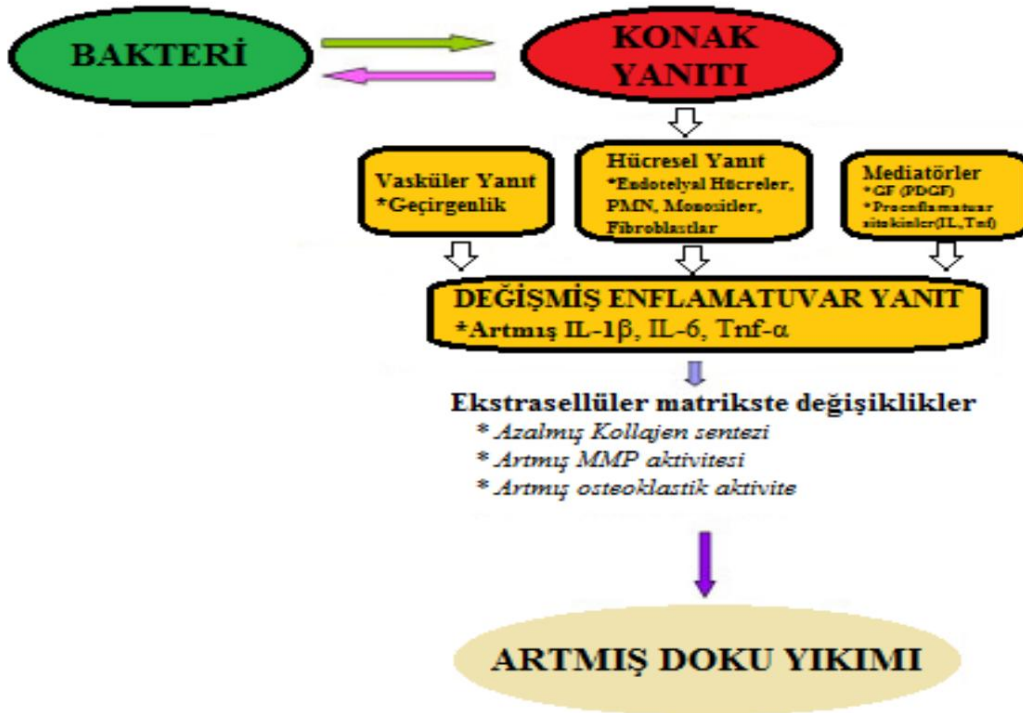 BAKTERİ
KONAK
YANITI
Vasküler Yanıt
*Geçirgenlik
Hücresel Yanıt
*Endotelyal Hücreler,
PMN, Monositler,
Fibroblastlar
Mediatörler
*GF (PDGF)
*Proenflamatuar
sitokinler(IL,Tnf)
DEĞİŞMİŞ ENFLAMATUVAR YANIT
*Artmış IL-1β, IL-6, Tnf-α
Ekstrasellüler matrikste değişiklikler
* Azalmış Kollajen sentezi
* Artmış MMP aktivitesi
* Artmış osteoklastik aktivite
ARTMIŞ DOKU YIKIMI